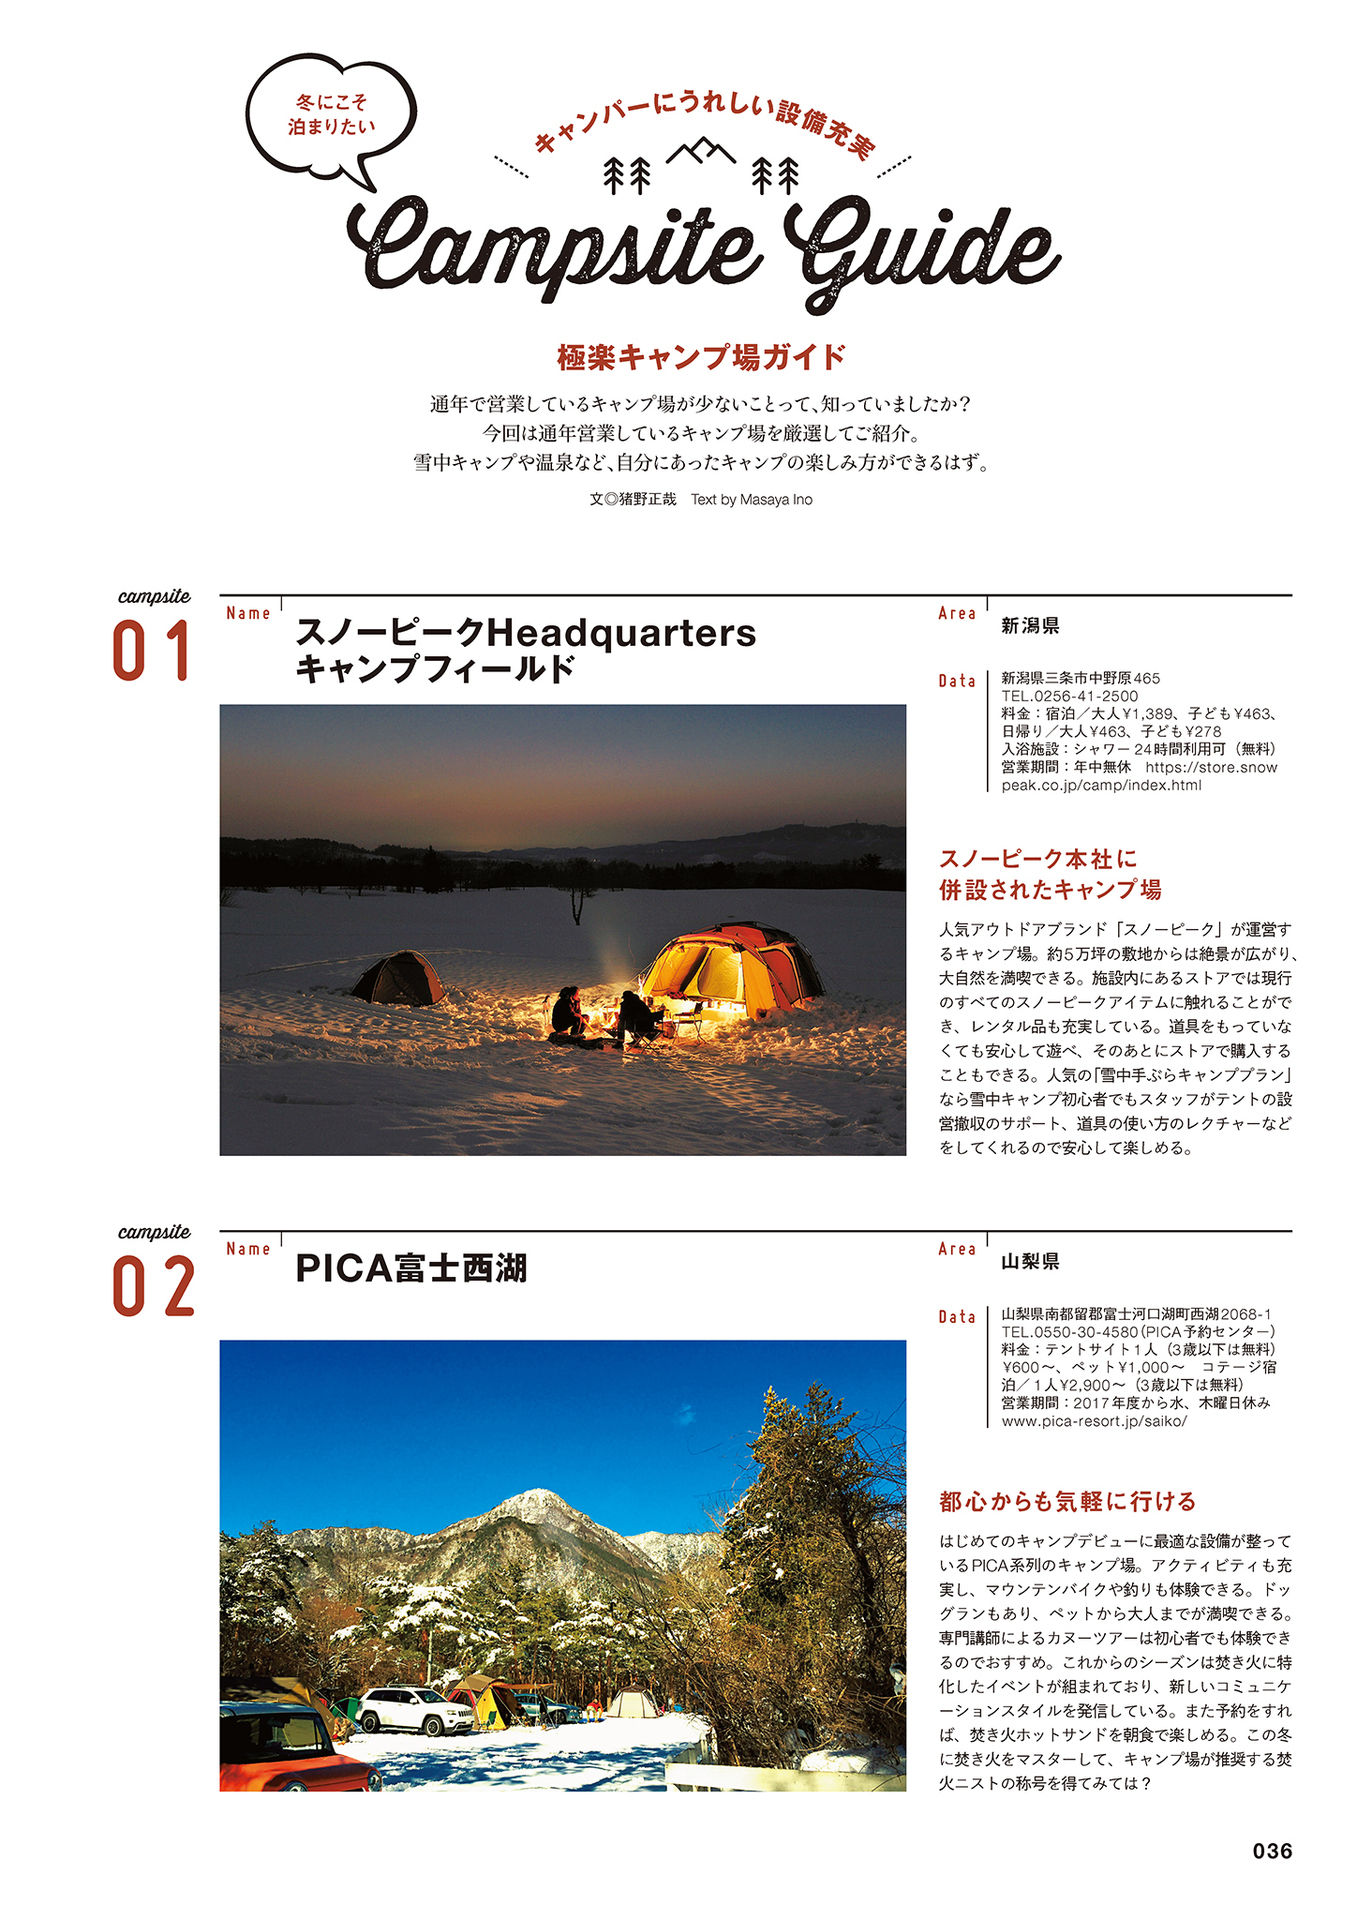 冬にこそ
泊まりたい
キャンパーにうれしい設備充実
Campsite Guide
極楽キャンプ場ガイド
通年で営業しているキャンプ場が少ないことって、知っていましたか？
今回は通年営業しているキャンプ場を厳選してご紹介。
雪中キャンプや温泉など、自分にあったキャンプの楽しみ方ができるはず。
文◎猪野正哉　Text by Masaya Ino
campsite
01
Name
スノーピークHeadquarters
キャンプフィールド
Area
新潟県
Data
新潟県三条市中野原465
TEL.0256-41-2500
料金：宿泊／大人¥1,389、子ども¥463、
日帰り／大人¥463、子ども¥278
入浴施設：シャワー24時間利用可（無料）
営業期間：年中無休　https://store.snow
peak.co.jp/camp/index.html
スノーピーク本社に
併設されたキャンプ場
人気アウトドアブランド「スノーピーク」が運営す
るキャンプ場。約5万坪の敷地からは絶景が広がり、
大自然を満喫できる。施設内にあるストアでは現行
のすべてのスノーピークアイテムに触れることがで
き、レンタル品も充実している。道具をもっていな
くても安心して遊べ、そのあとにストアで購入する
こともできる。人気の「雪中手ぶらキャンププラン」
なら雪中キャンプ初心者でもスタッフがテントの設
営撤収のサポート、道具の使い方のレクチャーなど
をしてくれるので安心して楽しめる。
campsite
02
Name
PICA富士西湖
Area
山梨県
Data
山梨県南都留郡富士河口湖町西湖2068-1
TEL.0550-30-4580（PICA予約センター）
料金：テントサイト1人（3歳以下は無料）
¥600〜、ペット¥1,000〜　コテージ宿
泊／1人¥2,900〜（3歳以下は無料）
営業期間：2017年度から水、木曜日休み
www.pica-resort.jp/saiko/
都心からも気軽に行ける
はじめてのキャンプデビューに最適な設備が整って
いるPICA系列のキャンプ場。アクティビティも充
実し、マウンテンバイクや釣りも体験できる。ドッ
グランもあり、ペットから大人までが満喫できる。
専門講師によるカヌーツアーは初心者でも体験でき
るのでおすすめ。これからのシーズンは焚き火に特
化したイベントが組まれており、新しいコミュニケ
ーションスタイルを発信している。また予約をすれ
ば、焚き火ホットサンドを朝食で楽しめる。この冬
に焚き火をマスターして、キャンプ場が推奨する焚
火ニストの称号を得てみては？
036